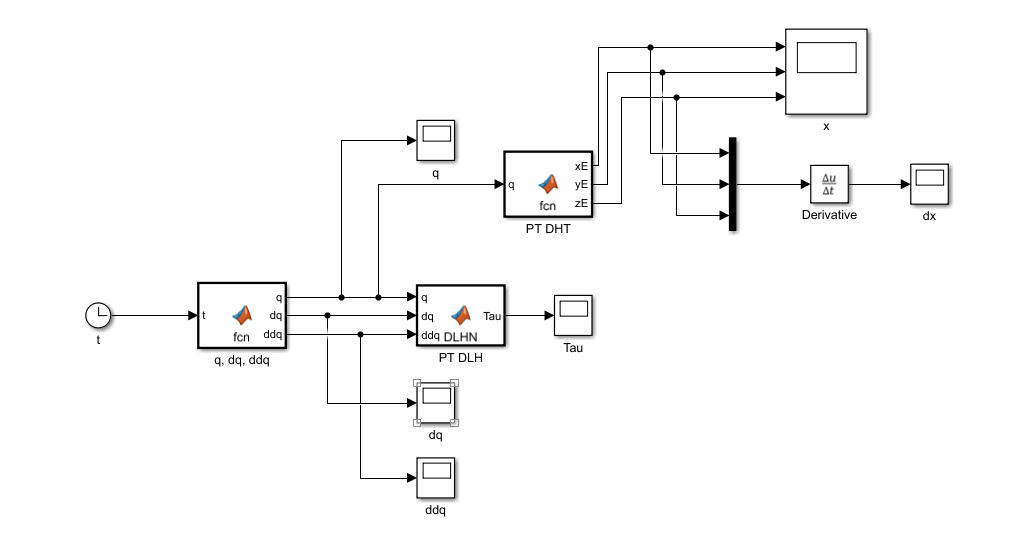 x
q
q
fcn
xE
yE
zE
PT DHT
Δu
Δt
Derivative
dx
t
t
fcn
q
dq
ddq
q, dq, ddq
q
dq
ddq
DLHN
Tau
PT DLH
Tau
dq
ddq